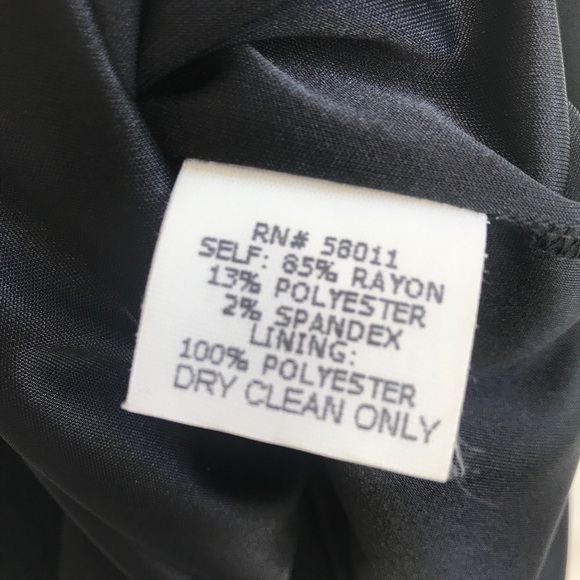 RN# 58011
SELF: 85% RAYON
13% POLYESTER
2% SPANDEX
LINING:
100% POLYESTER
DRY CLEAN ONLY